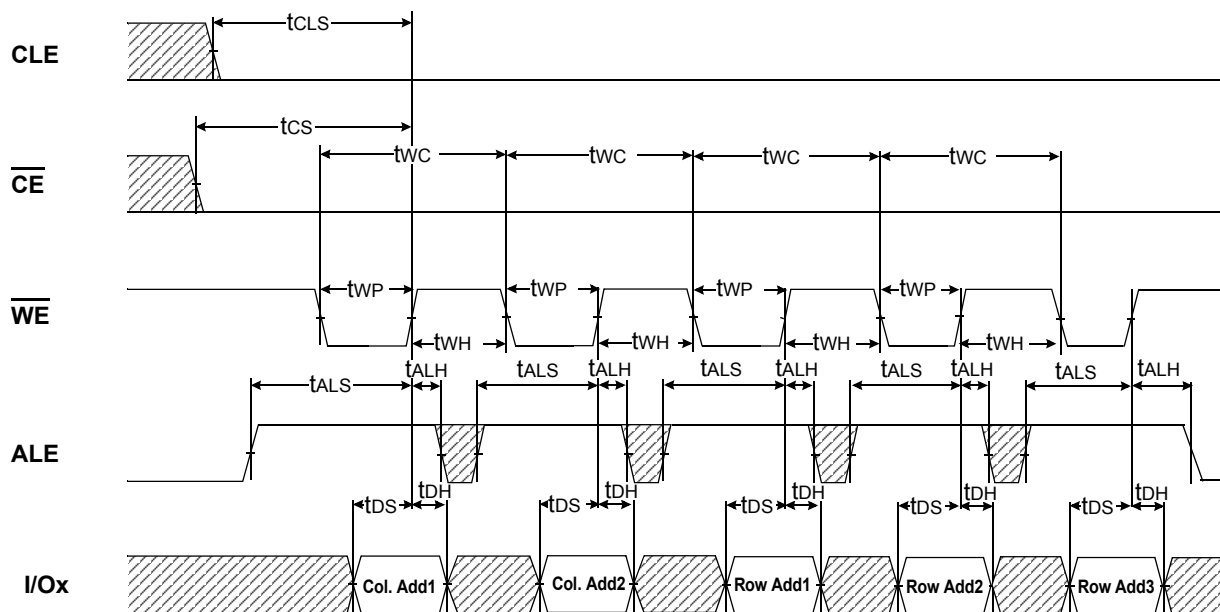 CLE
tCLS
CE
tCS
tWC tWC tWC tWC
WE
tWP tWP tWP tWP
tWH tWH tWH tWH
ALE
tALS tALH tALS tALH tALS tALH tALS tALH tALS tALH
I/Ox
tDS tDH tDS tDH tDS tDH tDS tDH tDS tDH
Col. Add1 Col. Add2 Row Add1 Row Add2 Row Add3